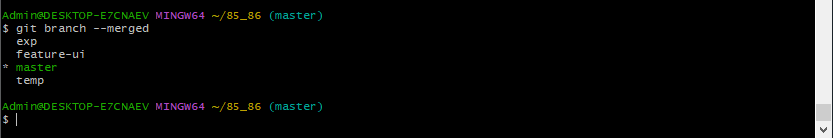 Admin@DESKTOP-E7CNAEV MINGW64 ~/85_86 (master)
$ git branch --merged
  exp
  feature-ui
* master
  temp
Admin@DESKTOP-E7CNAEV MINGW64 ~/85_86 (master)
$